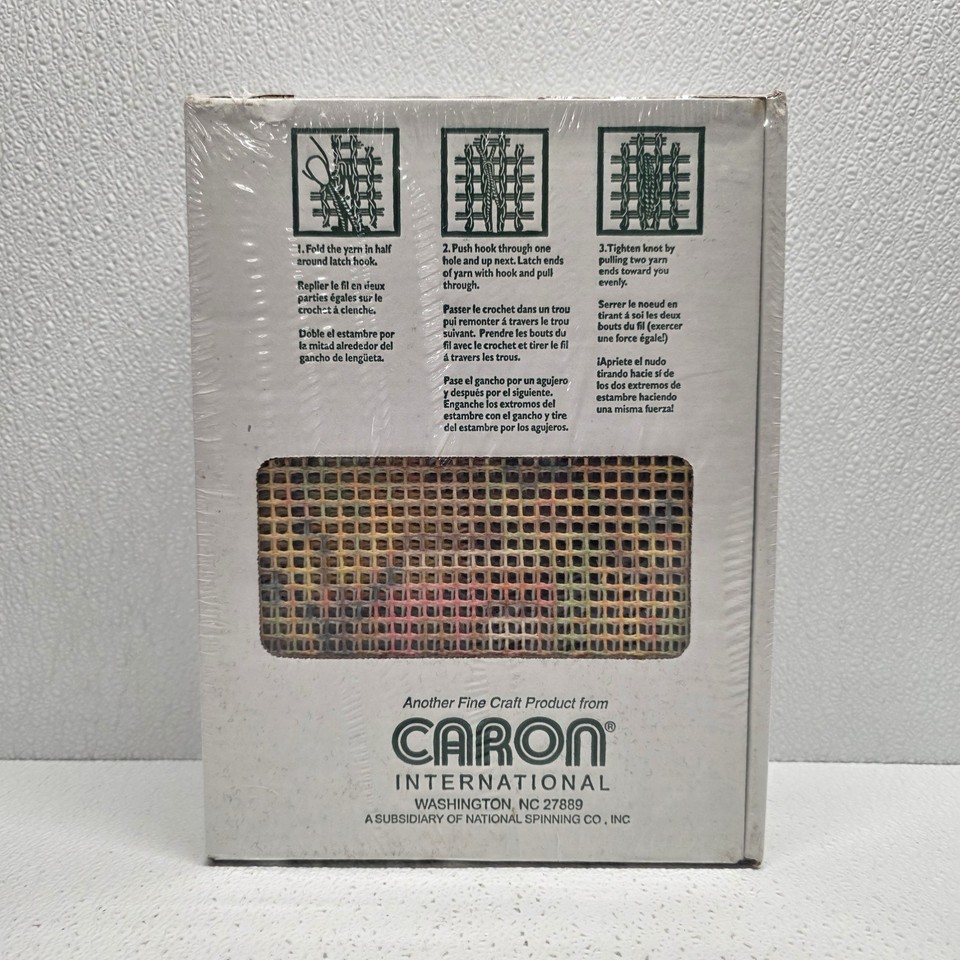 1. Fold the yarn in half
around latch hook.
Replier le fil en deux
parties égales sur le
crochet à clenche.
Doble el estambre por
la mitad alrededor del
gancho de lengüeta.
2. Push hook through one
hole and up next. Latch ends
of yarn with hook and pull
through.
Passer le crochet dans un trou
pui remonter á travers le trou
suivant. Prendre les bouts du
fil avec le crochet et tirer le fil
á travers les trous.
Pase el gancho por un agujero
y después por el siguiente.
Enganche los extromos del
estambre con el gancho y tire
del estambre por los agujeros.
3. Tighten knot by
pulling two yarn
ends toward you
evenly.
Serrer le noeud en
tirant á soi les deux
bouts du fil (exercer
une force égale!)
¡Apriete el nudo
tirando hacie sí de
los dos extremos de
estambre haciendo
una misma fuerza!
Another Fine Craft Product from
CARON®
INTERNATIONAL
WASHINGTON, NC 27889
A SUBSIDIARY OF NATIONAL SPINNING CO., INC